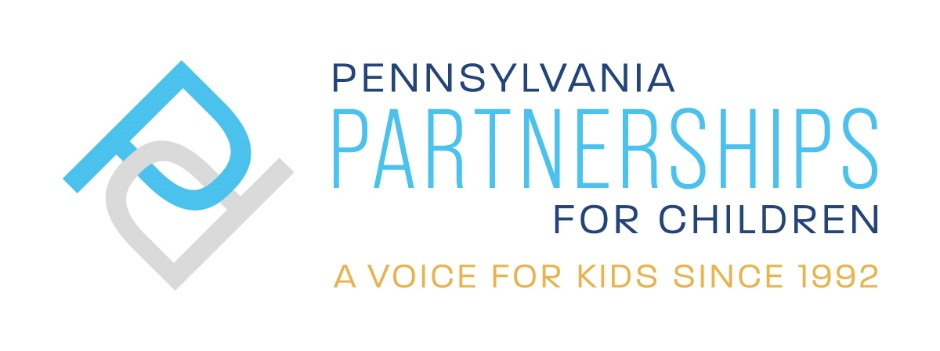 PENNSYLVANIA
PARTNERSHIPS
FOR CHILDREN
A VOICE FOR KIDS SINCE 1992